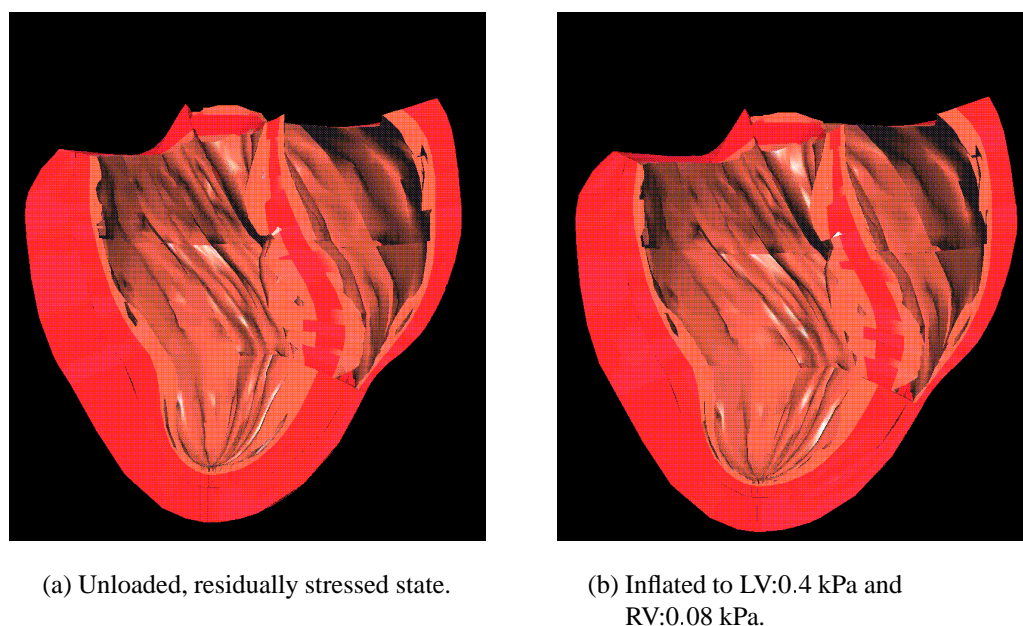 (a) Unloaded, residually stressed state.
(b) Inflated to LV:0.4 kPa and
RV:0.08 kPa.